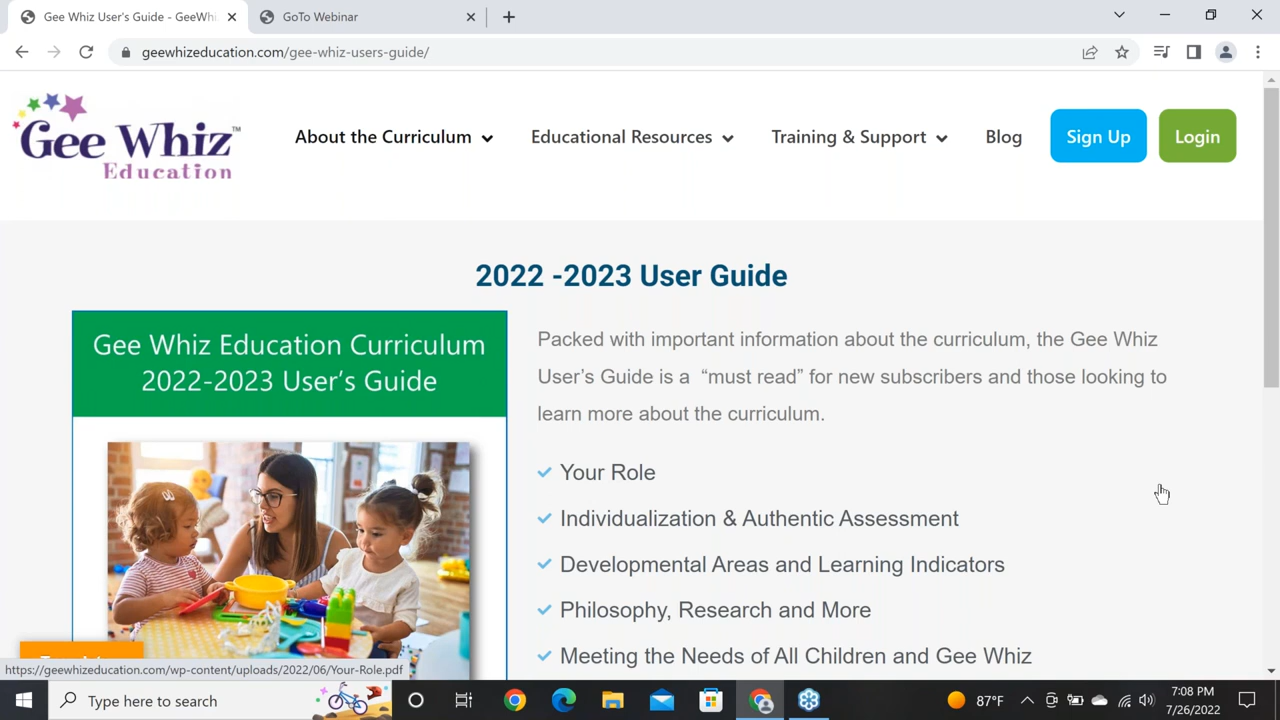 Gee Whiz User's Guide - GeeWhi
GoTo Webinar
geewhizeducation.com/gee-whiz-users-guide/
Gee Whiz™
Education
About the Curriculum
Educational Resources
Training & Support
Blog
Sign Up
Login
2022 -2023 User Guide
Gee Whiz Education Curriculum
2022-2023 User's Guide
Packed with important information about the curriculum, the Gee Whiz
User's Guide is a “must read” for new subscribers and those looking to
learn more about the curriculum.
Your Role
Individualization & Authentic Assessment
Developmental Areas and Learning Indicators
Philosophy, Research and More
Meeting the Needs of All Children and Gee Whiz
https://geewhizeducation.com/wp-content/uploads/2022/06/Your-Role.pdf
Type here to search
87°F
7:08 PM
7/26/2022